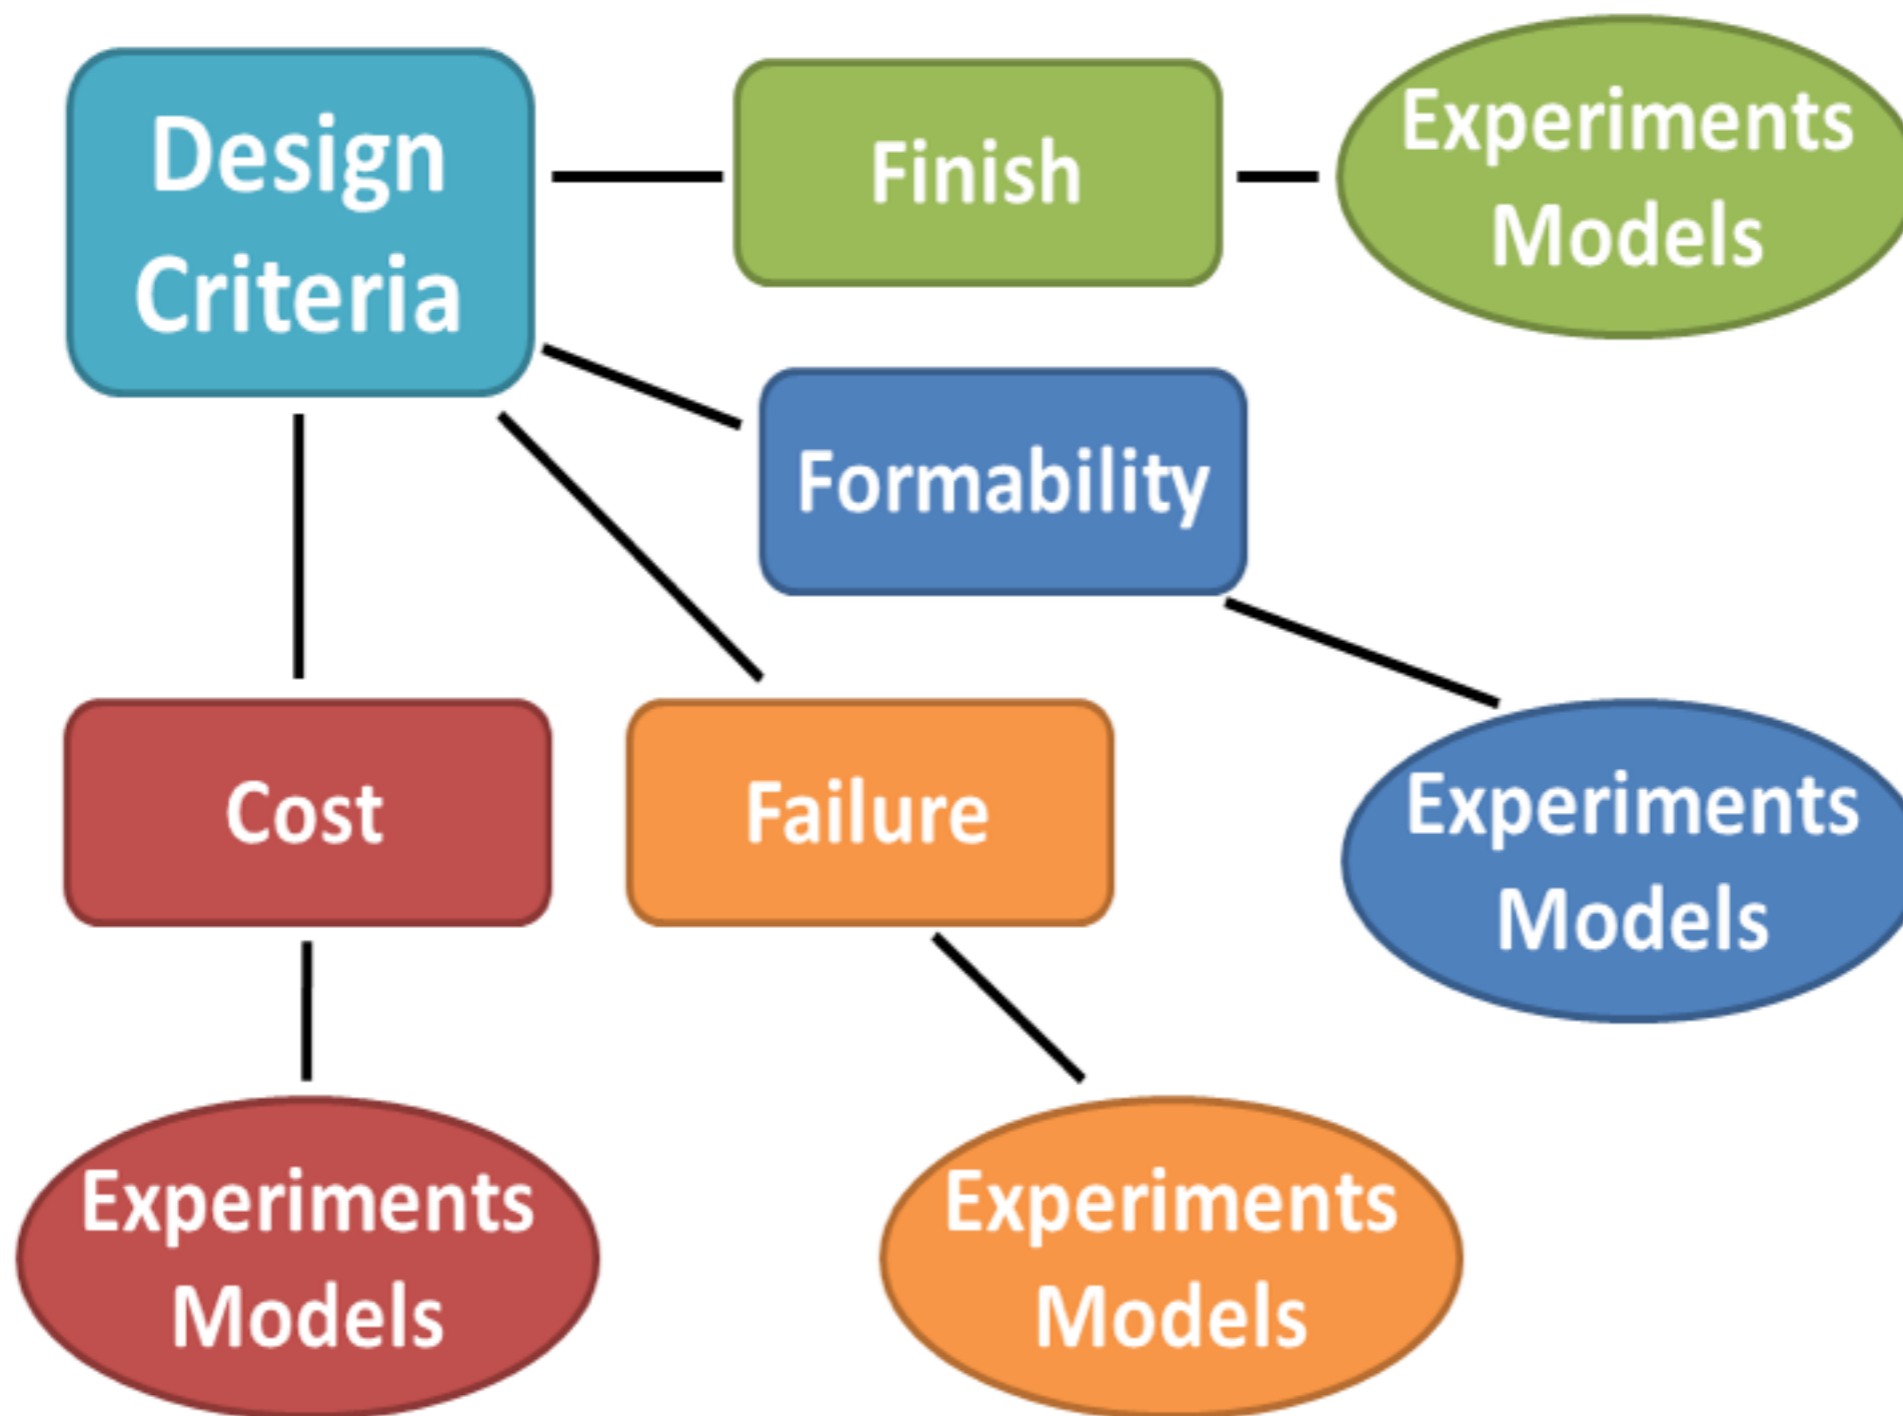 Design
Criteria
Finish
Experiments
Models
Formability
Cost
Failure
Experiments
Models
Experiments
Models
Experiments
Models